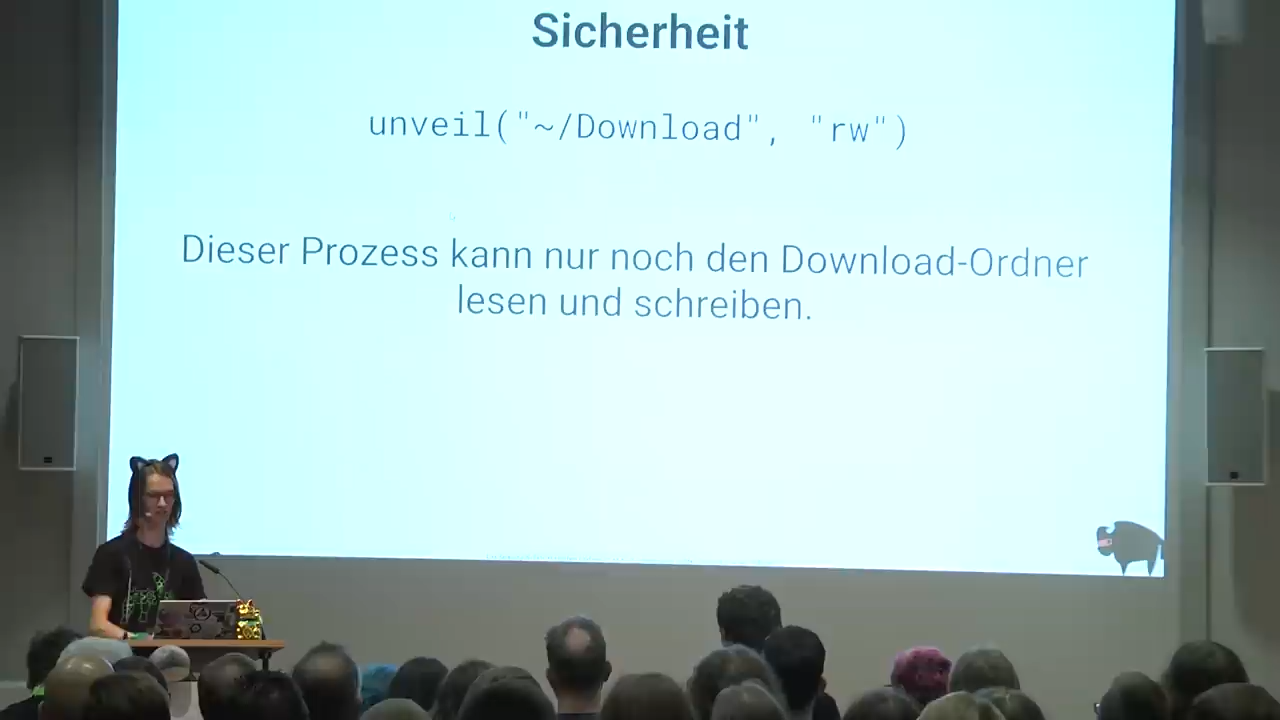 Sicherheit
unveil("~/Download", "rw")
Dieser Prozess kann nur noch den Download-Ordner
lesen und schreiben.